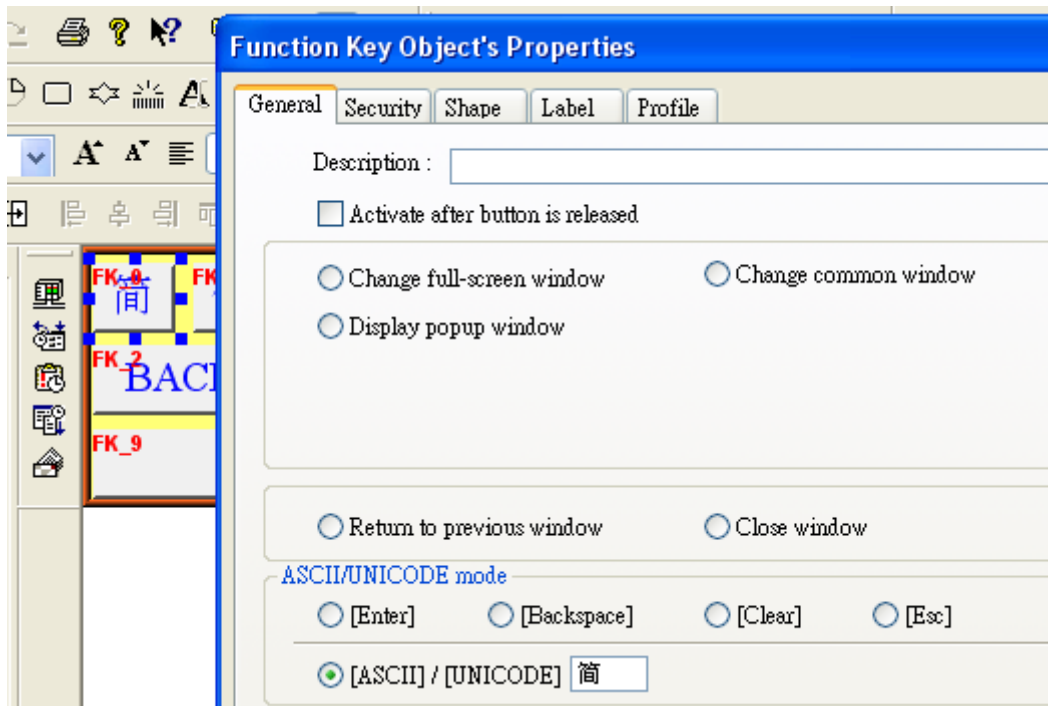 Function Key Object's Properties
General Security Shape Label Profile
Description :
Activate after button is released
Change full-screen window Change common window
Display popup window
Return to previous window Close window
ASCII/UNICODE mode
[Enter] [Backspace] [Clear] [Esc]
[ASCII] / [UNICODE] 简
FK_0 FK
简
FK_2
BAC
FK_9